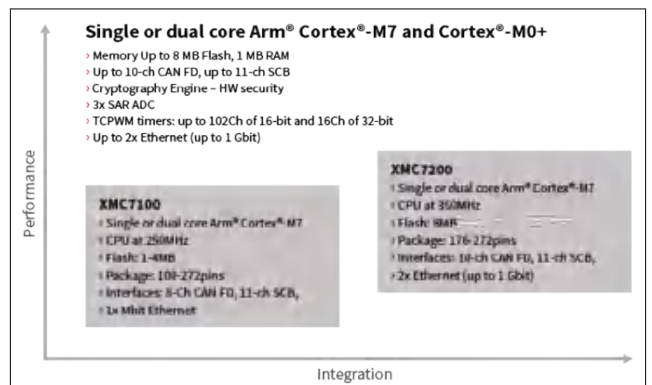 Single or dual core Arm® Cortex®-M7 and Cortex®-M0+
› Memory Up to 8 MB Flash, 1 MB RAM
› Up to 10-ch CAN FD, up to 11-ch SCB
› Cryptography Engine – HW security
› 3x SAR ADC
› TCPWM timers: up to 102Ch of 16-bit and 16Ch of 32-bit
› Up to 2x Ethernet (up to 1 Gbit)
Performance
XMC7100
› Single or dual core Arm® Cortex®-M7
› CPU at 250MHz
› Flash: 1-4MB
› Package: 100-272pins
› Interfaces: 8-Ch CAN FD, 11-ch SCB,
› 1x Mbit Ethernet
XMC7200
› Single or dual core Arm® Cortex®-M7
› CPU at 350MHz
› Flash: 8MB
› Package: 176-272pins
› Interfaces: 10-ch CAN FD, 11-ch SCB,
› 2x Ethernet (up to 1 Gbit)
Integration